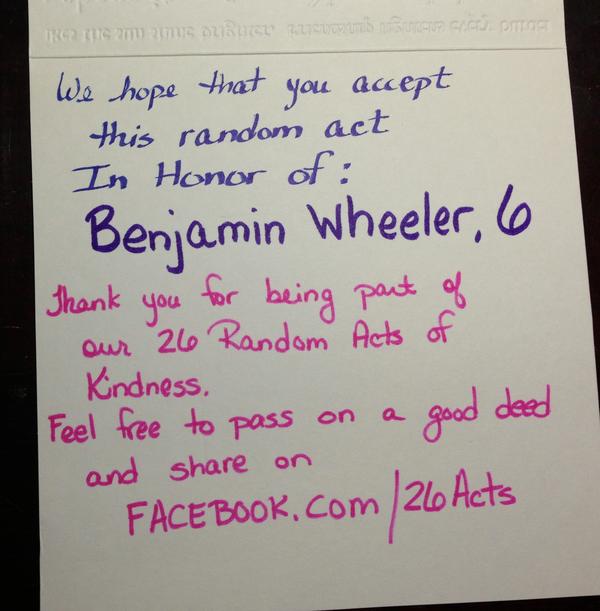 We hope that you accept
this random act
In Honor of:
Benjamin Wheeler, 6
Thank you for being part of
our 26 Random Acts of
Kindness.
Feel free to pass on a good deed
and share on
FACEBOOK.com/26Acts